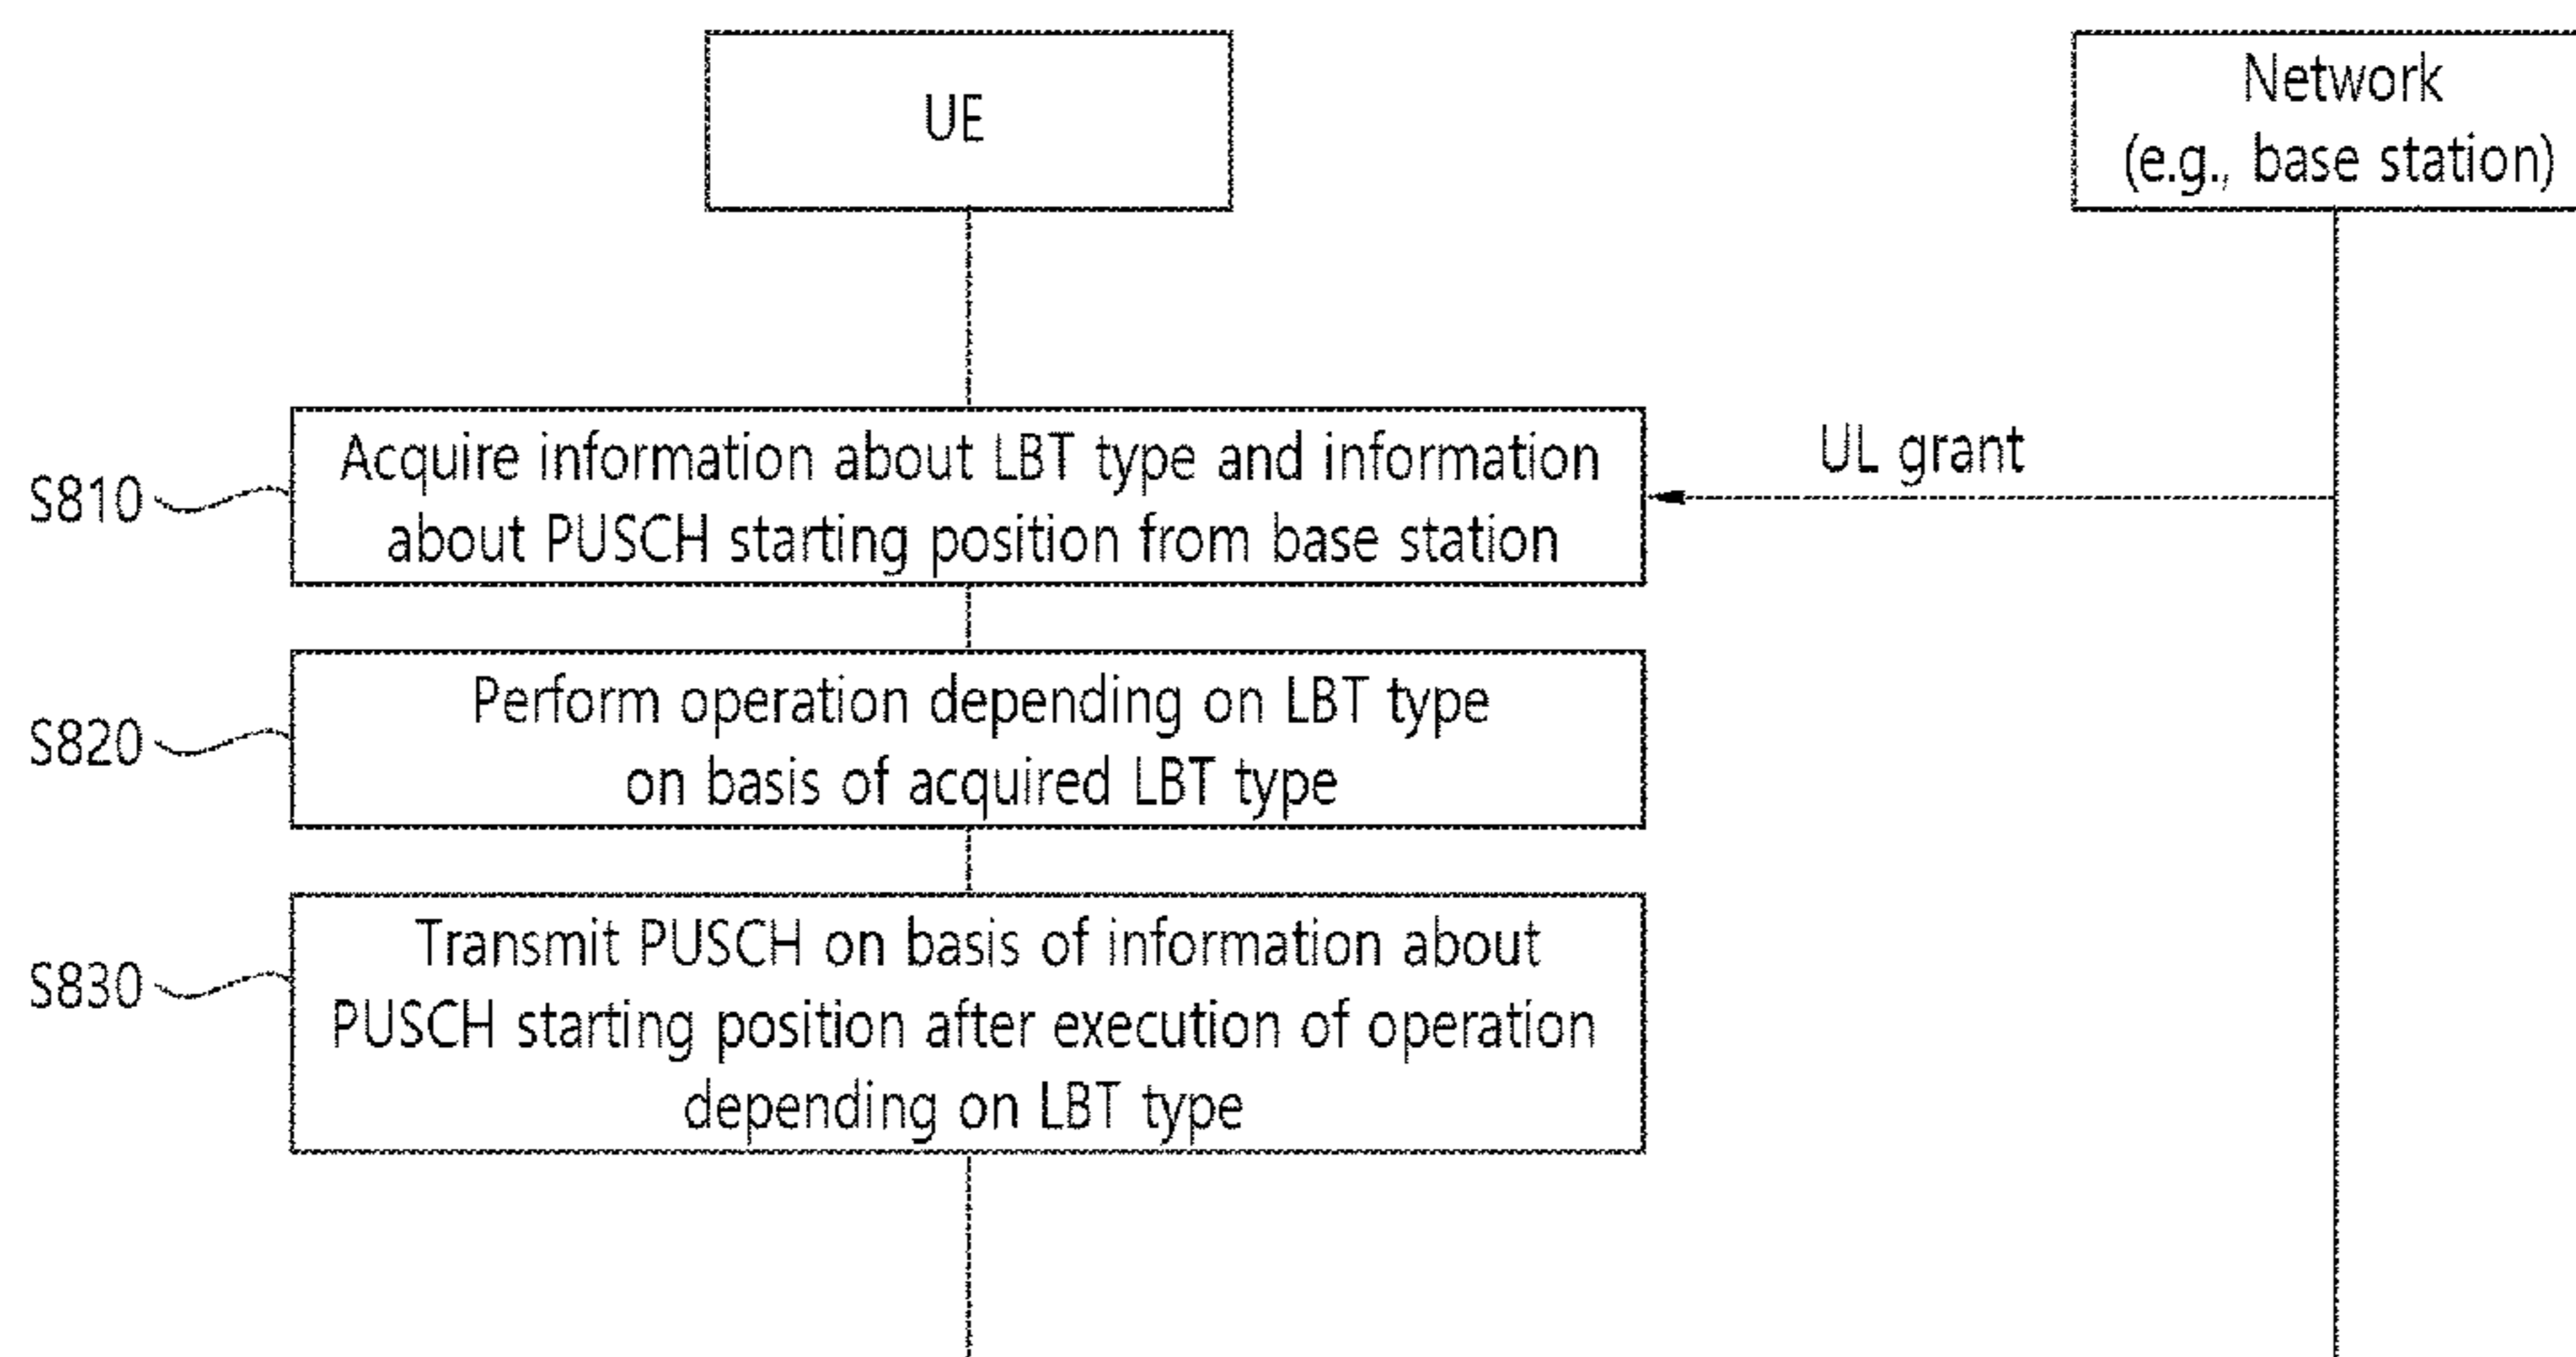 UE
Network
(e.g., base station)
S810
Acquire information about LBT type and information
about PUSCH starting position from base station
UL grant
S820
Perform operation depending on LBT type
on basis of acquired LBT type
S830
Transmit PUSCH on basis of information about
PUSCH starting position after execution of operation
depending on LBT type